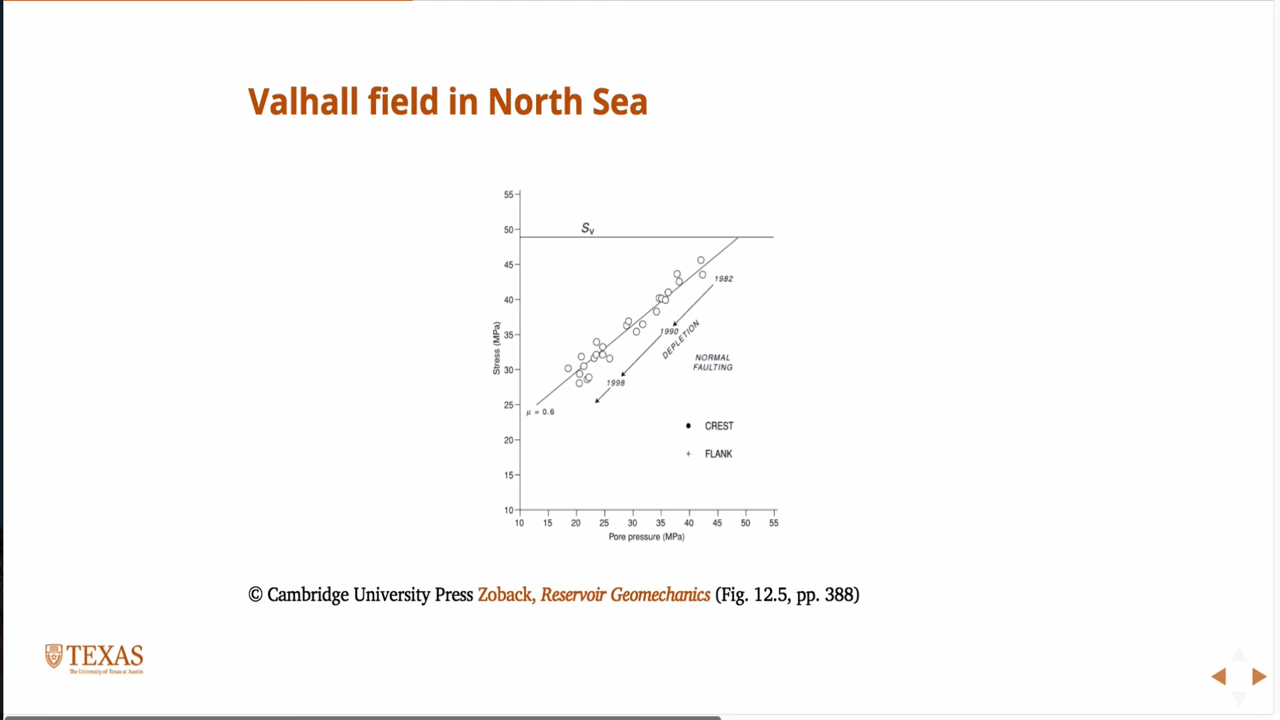 Valhall field in North Sea
55
50
45
40
35
30
25
20
15
10
Stress (MPa)
Sv
1982
1990
DEPLETION
NORMAL
FAULTING
1998
μ = 0.6
CREST
FLANK
10 15 20 25 30 35 40 45 50 55
Pore pressure (MPa)
© Cambridge University Press Zoback, Reservoir Geomechanics (Fig. 12.5, pp. 388)
TEXAS
The University of Texas at Austin